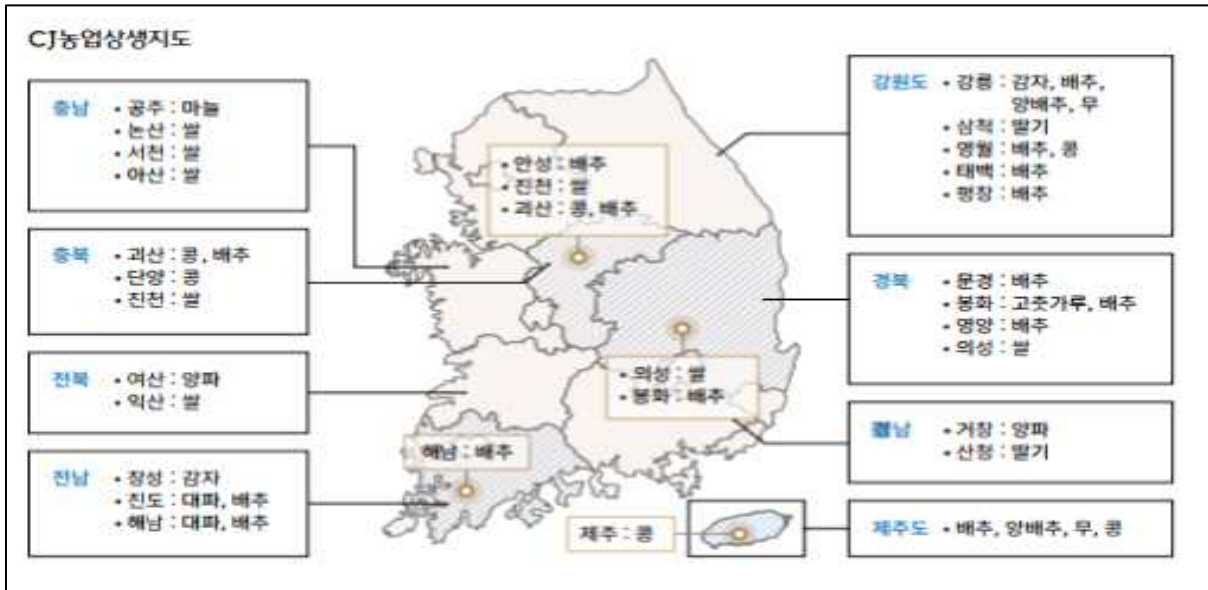 CJ농업상생지도
충남 • 공주 : 마늘
• 논산 : 쌀
• 서천 : 쌀
• 아산 : 쌀
충북 • 괴산 : 콩, 배추
• 단양 : 콩
• 진천 : 쌀
전북 • 여산 : 양파
• 익산 : 쌀
전남 • 장성 : 감자
• 진도 : 대파, 배추
• 해남 : 대파, 배추
• 안성 : 배추
• 진천 : 쌀
• 괴산 : 콩, 배추
• 의성 : 쌀
• 봉화 : 배추
해남 : 배추
제주 : 콩
강원도 • 강릉 : 감자, 배추,
양배추, 무
• 삼척 : 딸기
• 영월 : 배추, 콩
• 태백 : 배추
• 평창 : 배추
경북 • 문경 : 배추
• 봉화 : 고춧가루, 배추
• 영양 : 배추
• 의성 : 쌀
경남 • 거창 : 양파
• 산청 : 딸기
제주도 • 배추, 양배추, 무, 콩